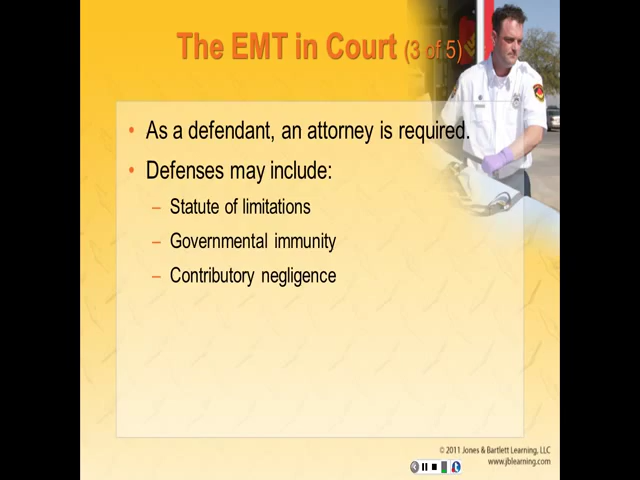 The EMT in Court (3 of 5)
• As a defendant, an attorney is required.
• Defenses may include:
– Statute of limitations
– Governmental immunity
– Contributory negligence
© 2011 Jones & Bartlett Learning, LLC
www.jblearning.com